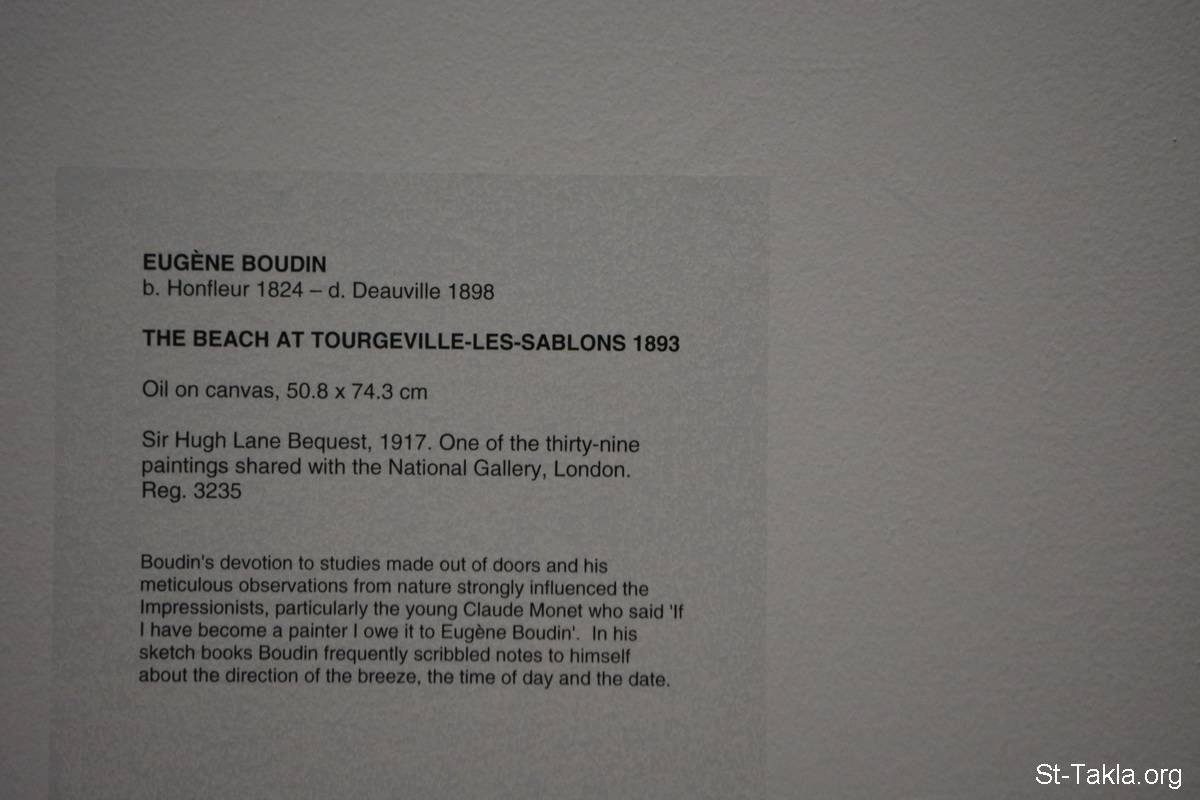 EUGÈNE BOUDIN
b. Honfleur 1824 – d. Deauville 1898
THE BEACH AT TOURGEVILLE-LES-SABLONS 1893
Oil on canvas, 50.8 x 74.3 cm
Sir Hugh Lane Bequest, 1917. One of the thirty-nine
paintings shared with the National Gallery, London.
Reg. 3235
Boudin's devotion to studies made out of doors and his
meticulous observations from nature strongly influenced the
Impressionists, particularly the young Claude Monet who said 'If
I have become a painter I owe it to Eugène Boudin'. In his
sketch books Boudin frequently scribbled notes to himself
about the direction of the breeze, the time of day and the date.
St-Takla.org